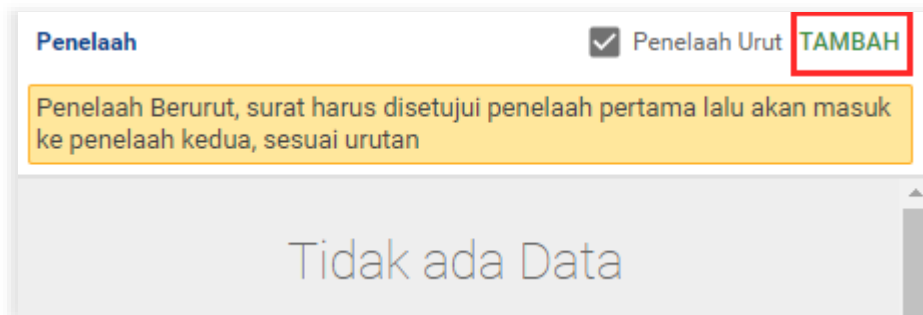 Penelaah Penelaah Urut TAMBAH
Penelaah Berurut, surat harus disetujui penelaah pertama lalu akan masuk
ke penelaah kedua, sesuai urutan
Tidak ada Data